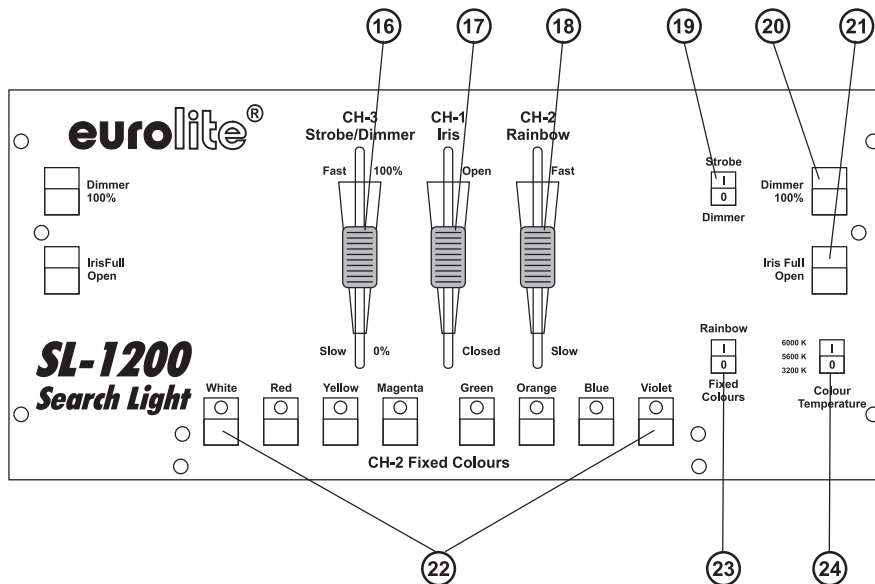 16 17 18 19 20 21
eurolite®
CH-3
Strobe/Dimmer
CH-1
Iris
CH-2
Rainbow
Fast 100%
Open
Fast
Slow 0%
Closed
Slow
Dimmer
100%
IrisFull
Open
Strobe
I
0
Dimmer
Dimmer
100%
Iris Full
Open
SL-1200
Search Light
Rainbow
I
0
Fixed
Colours
6000 K
5600 K
3200 K
I
0
Colour
Temperature
White Red Yellow Magenta Green Orange Blue Violet
CH-2 Fixed Colours
22 23 24